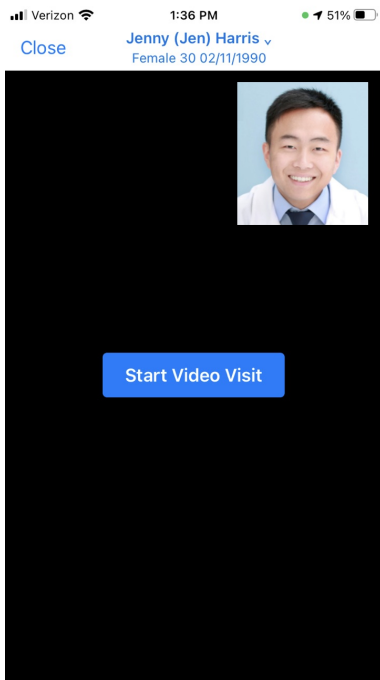 Verizon 1:36 PM 51%
Close Jenny (Jen) Harris
Female 30 02/11/1990
Start Video Visit